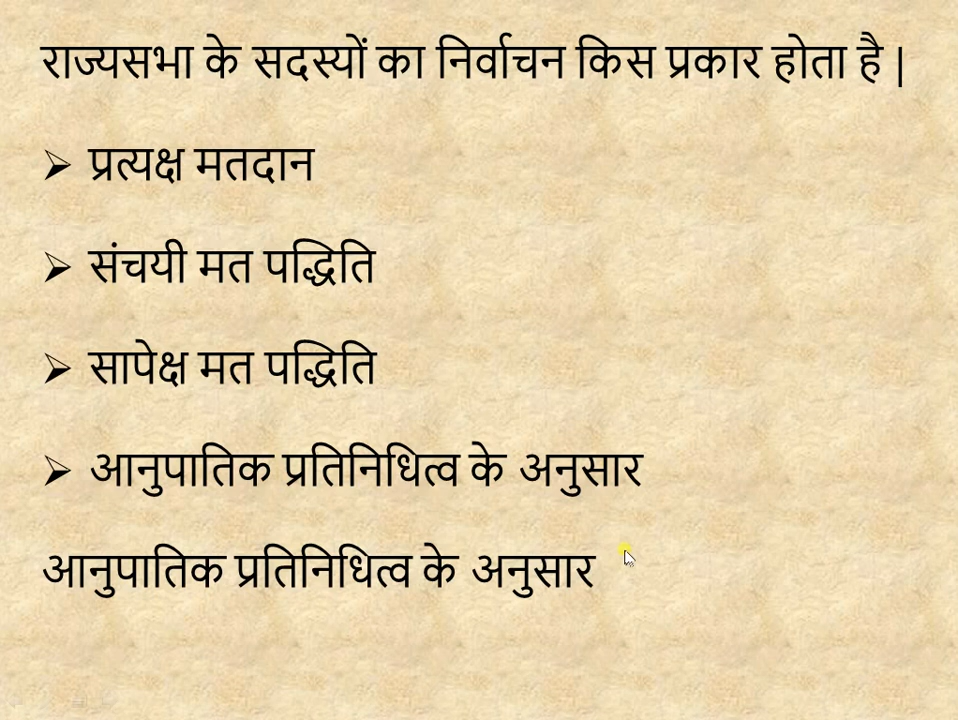 राज्यसभा के सदस्यों का निर्वाचन किस प्रकार होता है |
➢ प्रत्यक्ष मतदान
➢ संचयी मत पद्धिति
➢ सापेक्ष मत पद्धिति
➢ आनुपातिक प्रतिनिधित्व के अनुसार
आनुपातिक प्रतिनिधित्व के अनुसार